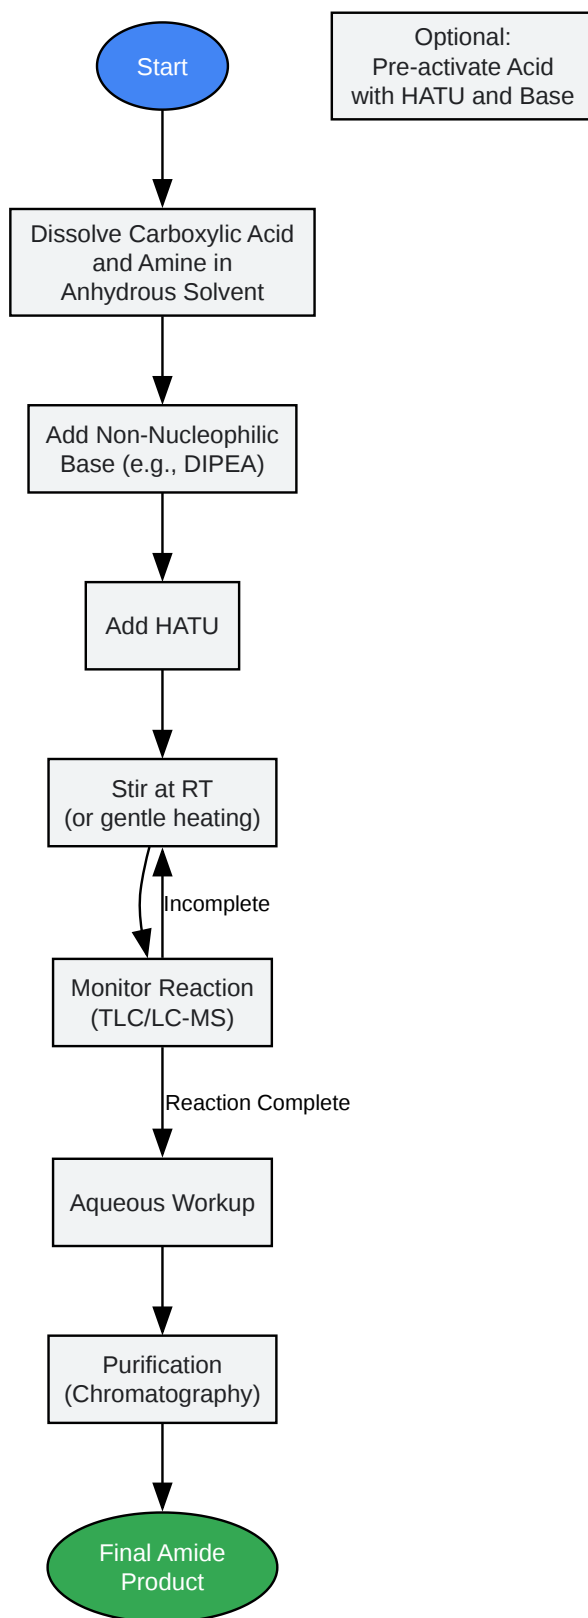 Start
Optional:
Pre-activate Acid
with HATU and Base
Dissolve Carboxylic Acid
and Amine in
Anhydrous Solvent
Add Non-Nucleophilic
Base (e.g., DIPEA)
Add HATU
Stir at RT
(or gentle heating)
Incomplete
Monitor Reaction
(TLC/LC-MS)
Reaction Complete
Aqueous Workup
Purification
(Chromatography)
Final Amide
Product